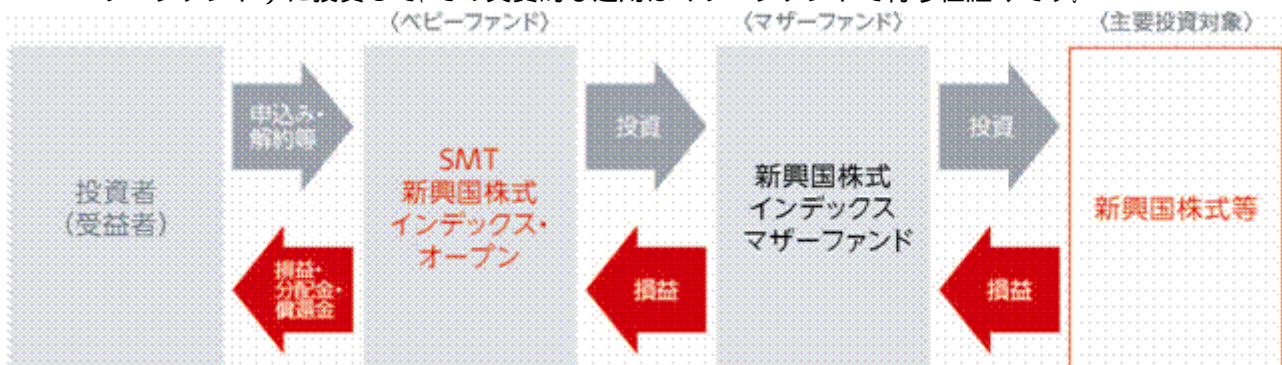 〈ベビーファンド〉
〈マザーファンド〉
〈主要投資対象〉
投資者
（受益者）
申込み・
解約等
損益・
分配金・
償還金
SMT
新興国株式
インデックス・
オープン
投資
損益
新興国株式
インデックス
マザーファンド
投資
損益
新興国株式等